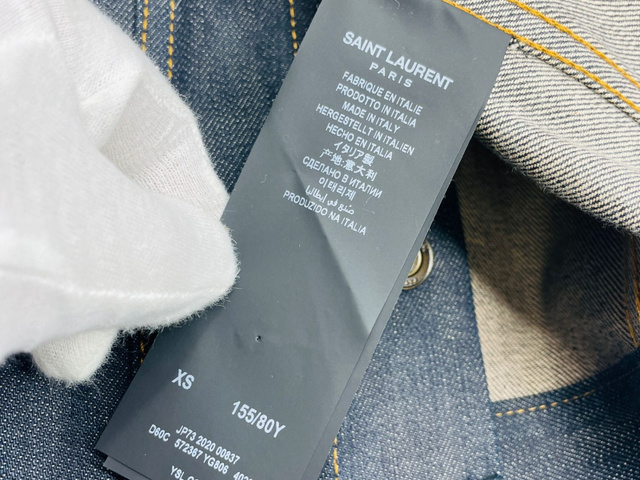 SAINT LAURENT
PARIS
FABRIQUE EN ITALIE
PRODOTTO IN ITALIA
MADE IN ITALY
HERGESTELLT IN ITALIEN
HECHO EN ITALIA
イタリア製
产地:意大利
СДЕЛАНО В ИТАЛИИ
이태리제
صنع في ايطاليا
PRODUZIDO NA ITALIA
XS 155/80Y
JP73 2020 00837
D60C 572367 YG806